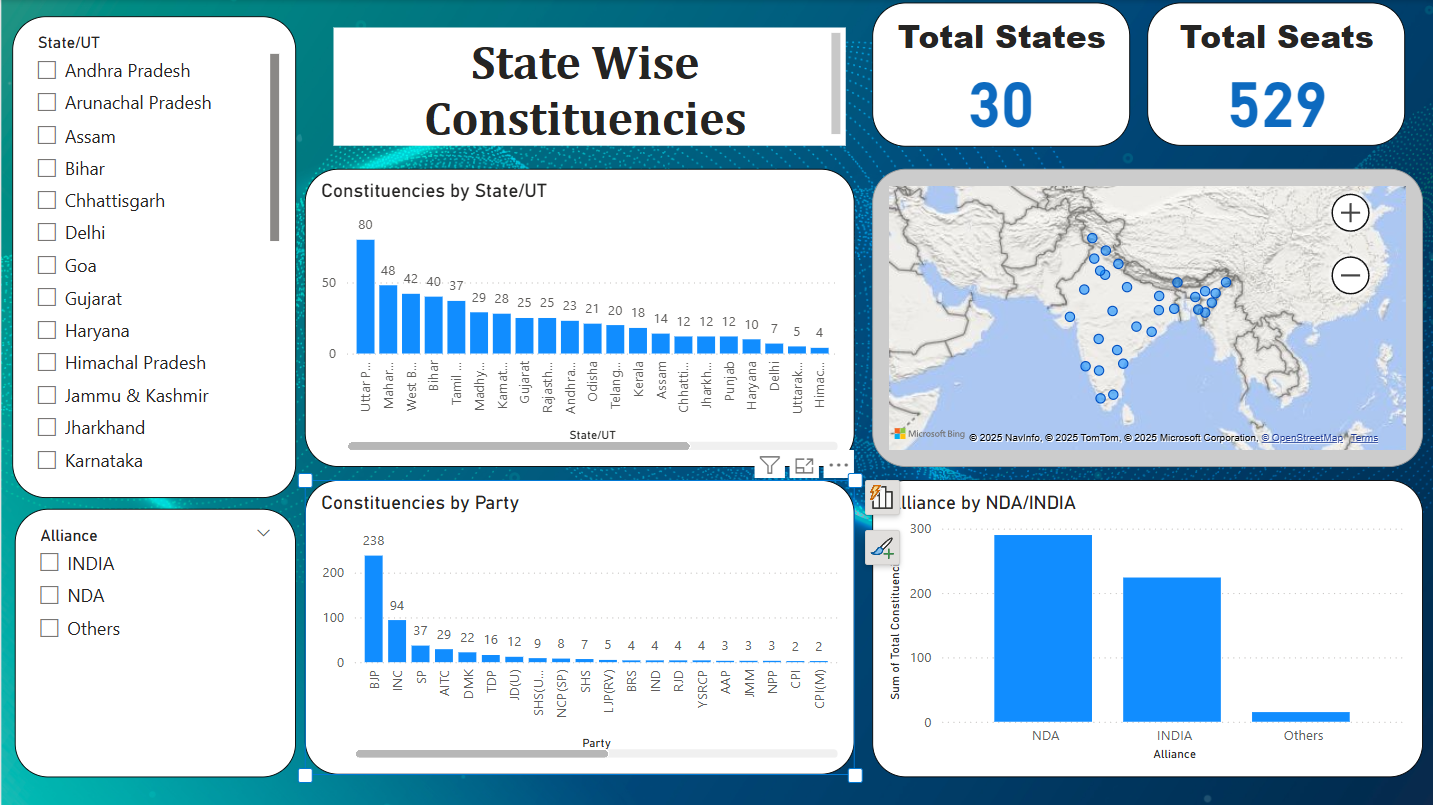 State/UT
Andhra Pradesh
Arunachal Pradesh
Assam
Bihar
Chhattisgarh
Delhi
Goa
Gujarat
Haryana
Himachal Pradesh
Jammu & Kashmir
Jharkhand
Karnataka
Alliance
INDIA
NDA
Others
State Wise
Constituencies
Total States
30
Total Seats
529
Constituencies by State/UT
80
48
42
40
37
29
28
25
25
23
21
20
18
14
12
12
12
10
7
5
4
50
0
Uttar P...
Mahar...
West B...
Bihar
Tamil ...
Madhy...
Karnat...
Gujarat
Rajasth...
Andhra...
Odisha
Telang...
Kerala
Assam
Chhatti...
Jharkh...
Punjab
Haryana
Delhi
Uttarak...
Himac...
State/UT
Microsoft Bing
© 2025 NavInfo, © 2025 TomTom, © 2025 Microsoft Corporation, © OpenStreetMap Terms
Constituencies by Party
238
94
37
29
22
16
12
9
8
7
5
4
4
4
4
3
3
3
2
2
200
100
0
BJP
INC
SP
AITC
DMK
TDP
JD(U)
SHS(U...
NCP(SP)
SHS
LJP(RV)
BRS
IND
RJD
YSRCP
AAP
JMM
NPP
CPI
CPI(M)
Party
lliance by NDA/INDIA
300
200
100
0
Sum of Total Constituenc
NDA
INDIA
Others
Alliance